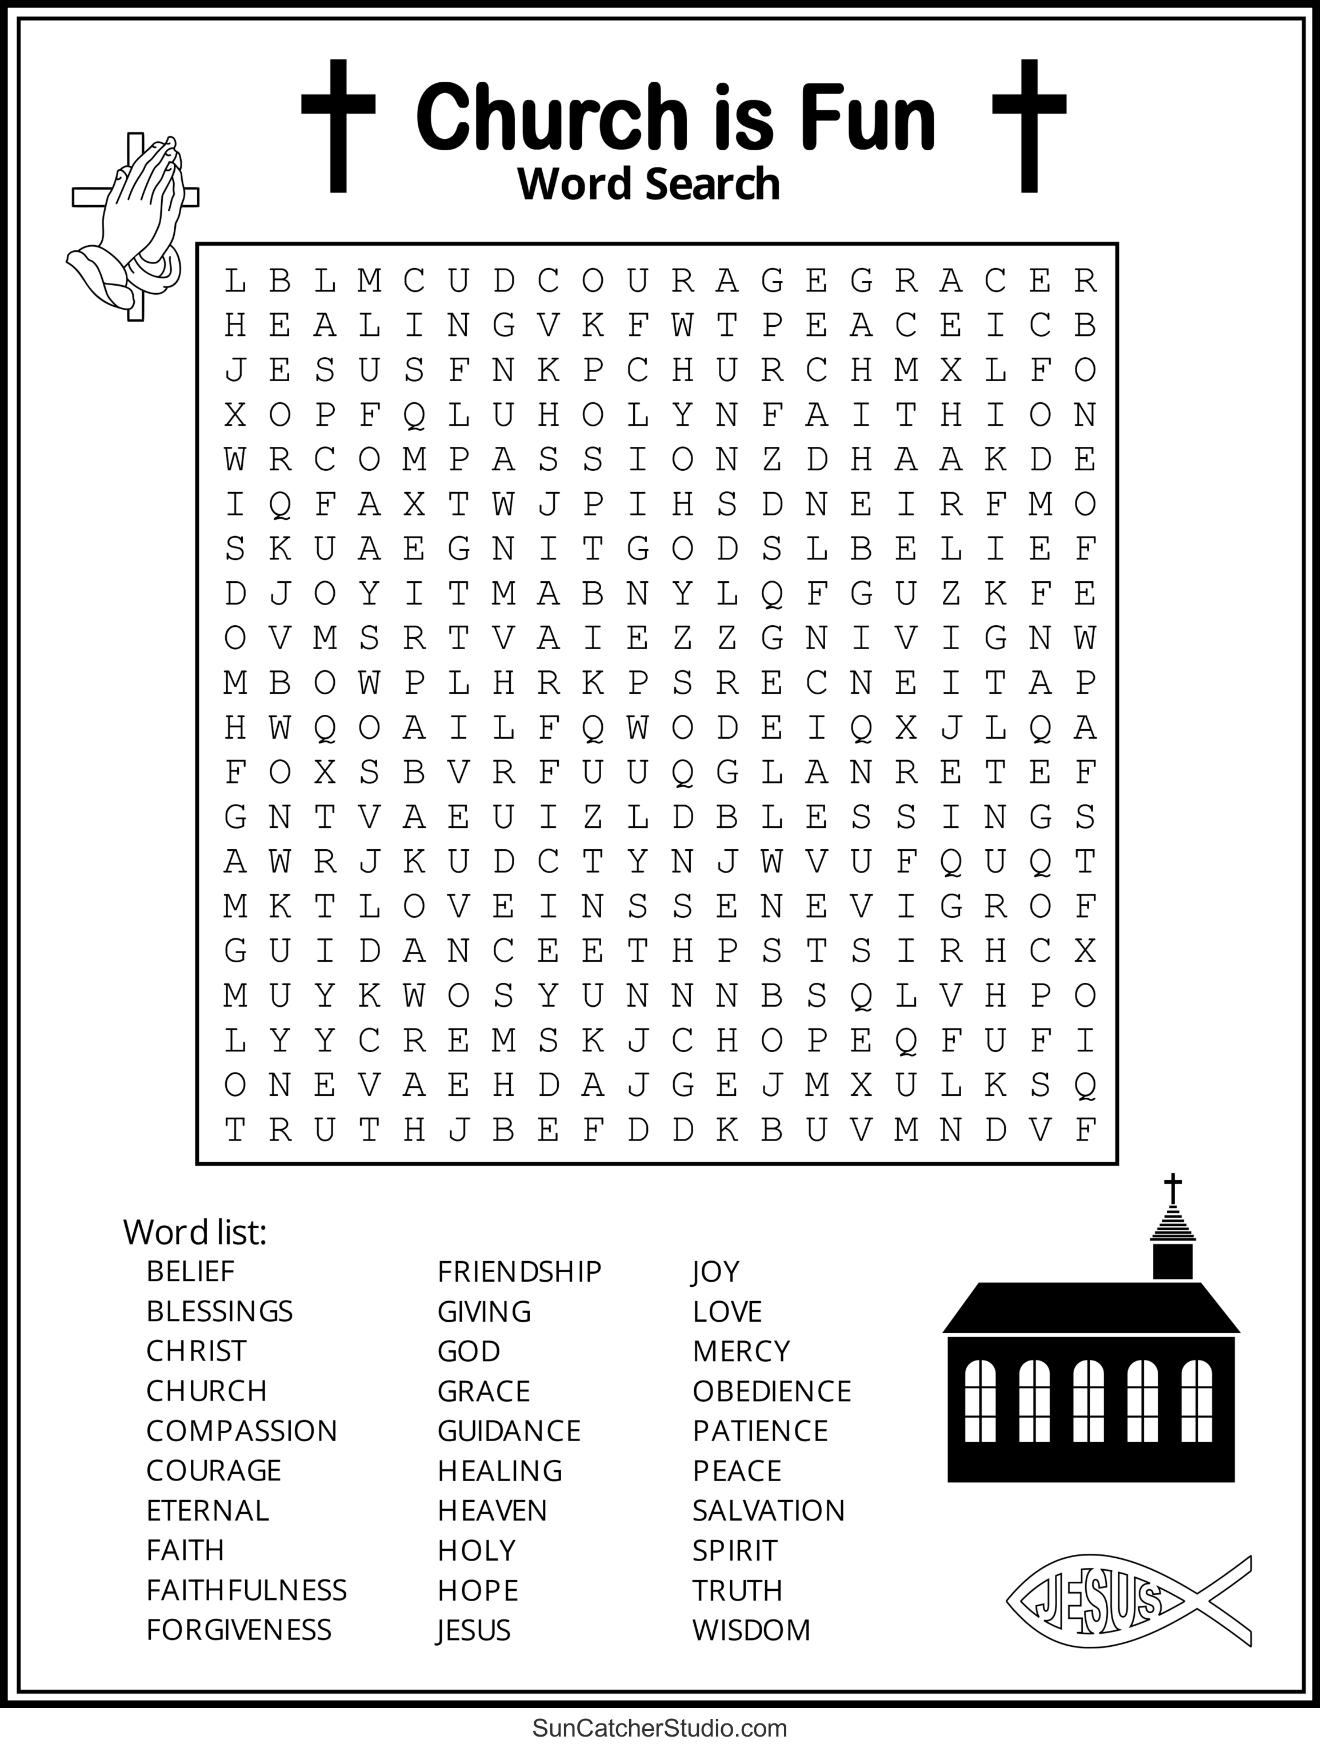 Church is Fun
Word Search
L B L M C U D C O U R A G E G R A C E R
H E A L I N G V K F W T P E A C E I C B
J E S U S F N K P C H U R C H M X L F O
X O P F Q L U H O L Y N F A I T H I O N
W R C O M P A S S I O N Z D H A A K D E
I Q F A X T W J P I H S D N E I R F M O
S K U A E G N I T G O D S L B E L I E F
D J O Y I T M A B N Y L Q F G U Z K F E
O V M S R T V A I E Z Z G N I V I G N W
M B O W P L H R K P S R E C N E I T A P
H W Q O A I L F Q W O D E I Q X J L Q A
F O X S B V R F U U Q G L A N R E T E F
G N T V A E U I Z L D B L E S S I N G S
A W R J K U D C T Y N J W V U F Q U Q T
M K T L O V E I N S S E N E V I G R O F
G U I D A N C E E T H P S T S I R H C X
M U Y K W O S Y U N N N B S Q L V H P O
L Y Y C R E M S K J C H O P E Q F U F I
O N E V A E H D A J G E J M X U L K S Q
T R U T H J B E F D D K B U V M N D V F
Word list:
BELIEF
BLESSINGS
CHRIST
CHURCH
COMPASSION
COURAGE
ETERNAL
FAITH
FAITHFULNESS
FORGIVENESS
FRIENDSHIP
GIVING
GOD
GRACE
GUIDANCE
HEALING
HEAVEN
HOLY
HOPE
JESUS
JOY
LOVE
MERCY
OBEDIENCE
PATIENCE
PEACE
SALVATION
SPIRIT
TRUTH
WISDOM
JESUS
SunCatcherStudio.com